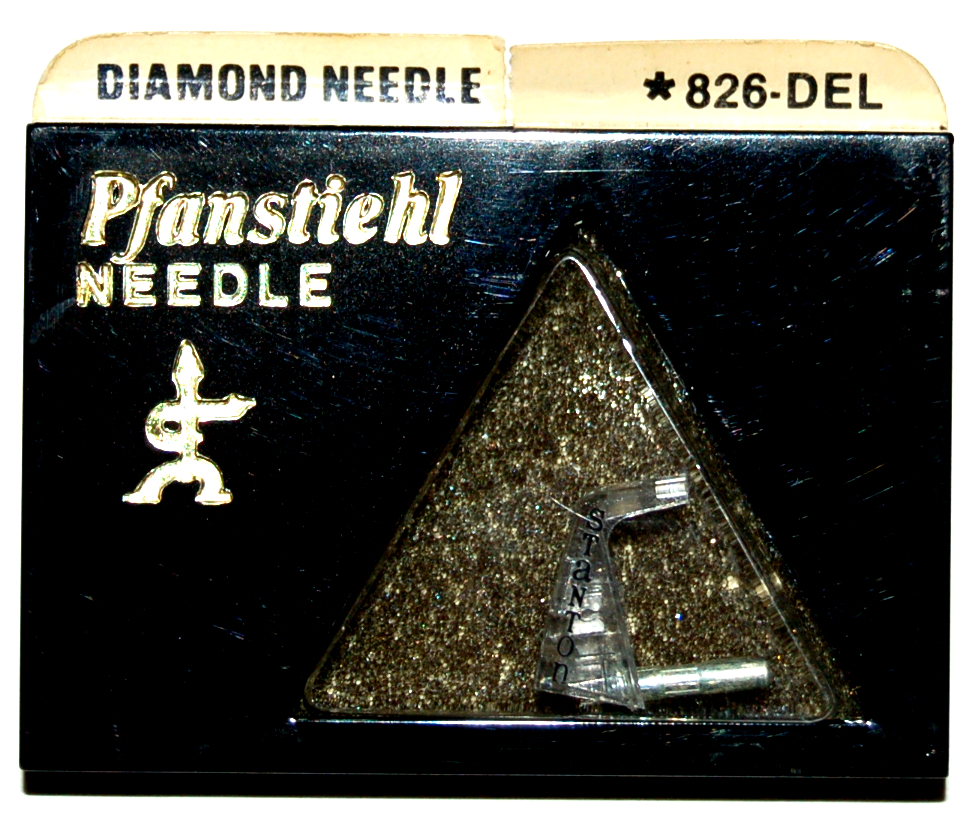 DIAMOND NEEDLE
*826-DEL
Pfanstiehl
NEEDLE
STanTon